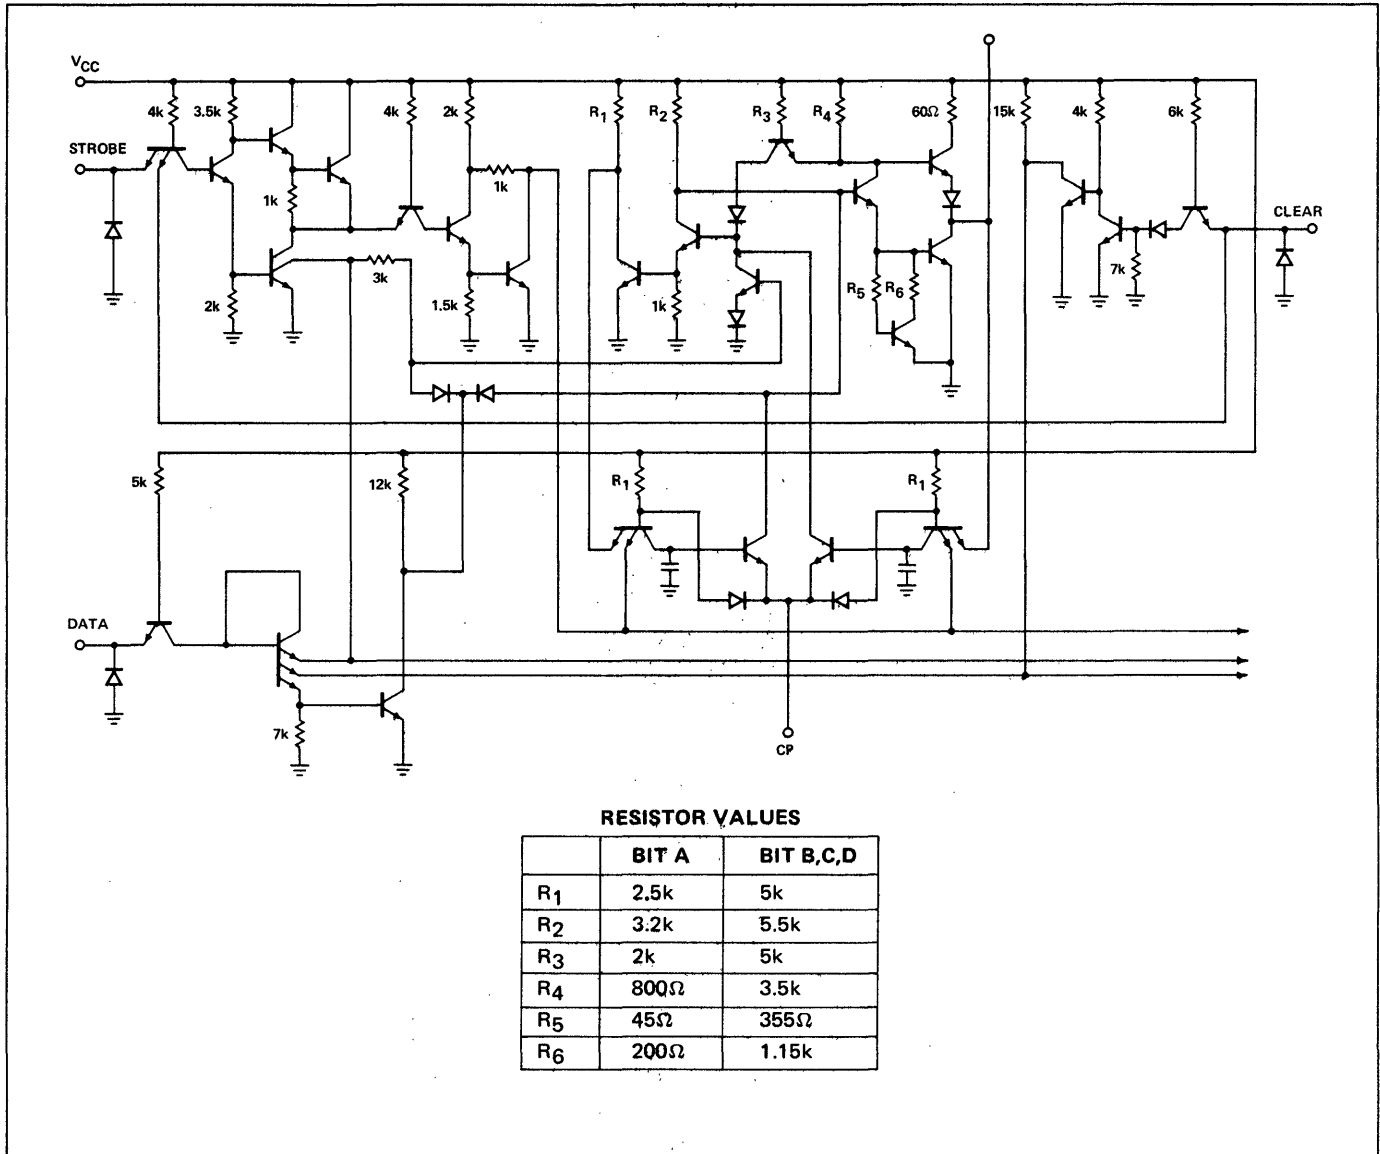 VCC
4k
3.5k
4k
2k
R1
R2
R3
R4
60Ω
15k
4k
6k
STROBE
1k
1k
CLEAR
3k
2k
1.5k
1k
R5
R6
7k
5k
12k
R1
R1
DATA
7k
CP
RESISTOR VALUES
BIT A BIT B,C,D
R1 2.5k 5k
R2 3.2k 5.5k
R3 2k 5k
R4 800Ω 3.5k
R5 45Ω 355Ω
R6 200Ω 1.15k